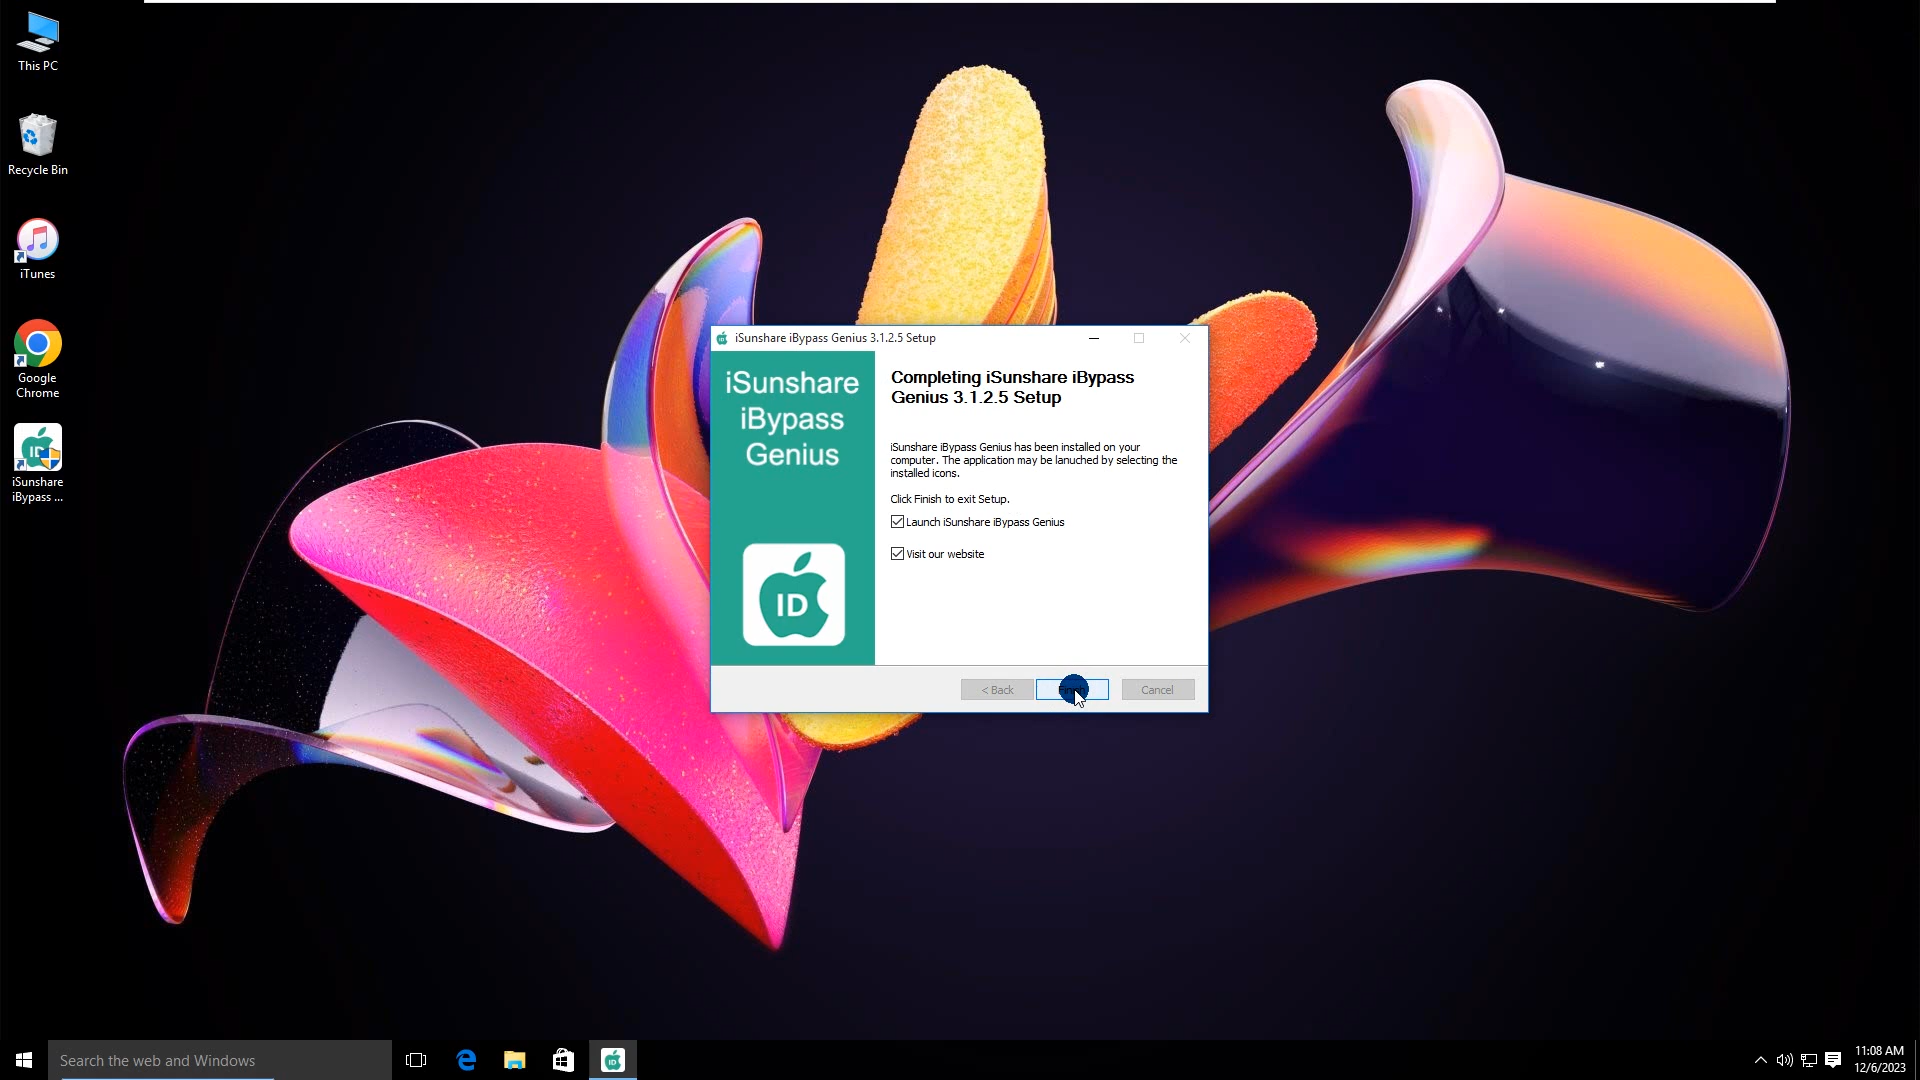 This PC
Recycle Bin
iTunes
Google
Chrome
iSunshare
iBypass ...
iSunshare iBypass Genius 3.1.2.5 Setup
iSunshare
iBypass
Genius
ID
Completing iSunshare iBypass
Genius 3.1.2.5 Setup
iSunshare iBypass Genius has been installed on your
computer. The application may be lanuched by selecting the
installed icons.
Click Finish to exit Setup.
Launch iSunshare iBypass Genius
Visit our website
< Back
Cancel
Search the web and Windows
ID
11:08 AM
12/6/2023